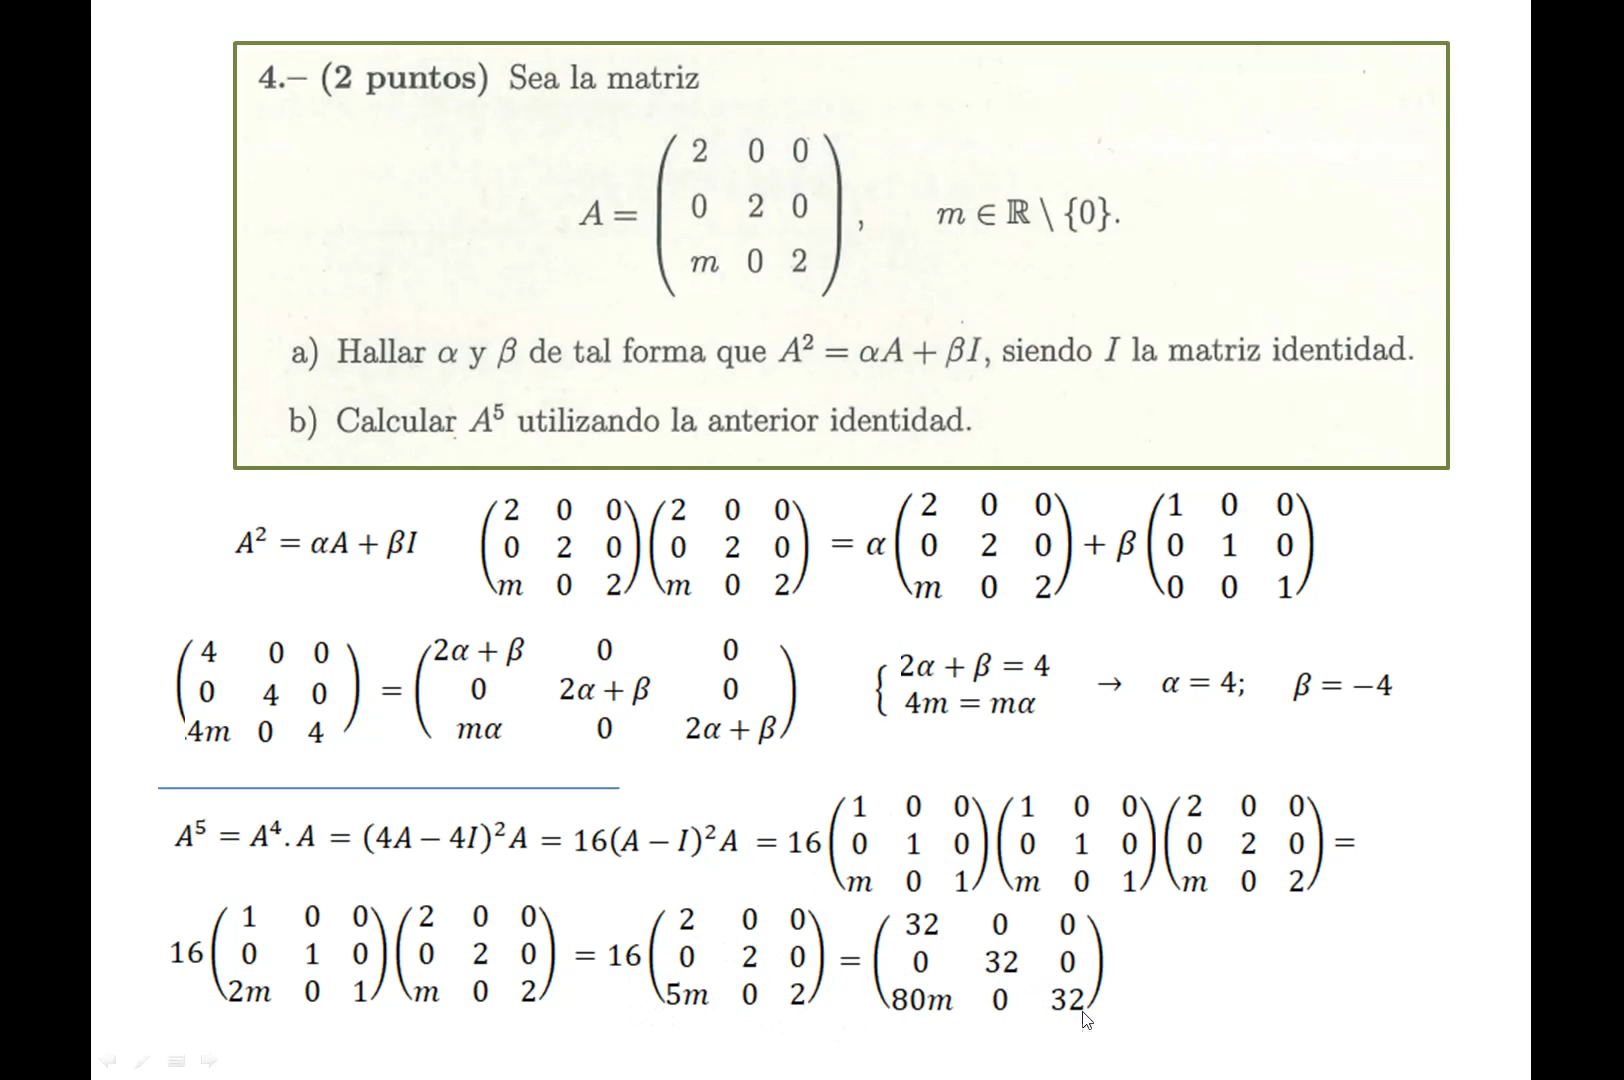 4.– (2 puntos) Sea la matriz
A = ( 2 0 0 ; 0 2 0 ; m 0 2 ) , m ∈ ℝ \ {0}.
a) Hallar α y β de tal forma que A² = αA + βI, siendo I la matriz identidad.
b) Calcular A⁵ utilizando la anterior identidad.
A² = αA + βI ( 2 0 0 ; 0 2 0 ; m 0 2 ) ( 2 0 0 ; 0 2 0 ; m 0 2 ) = α ( 2 0 0 ; 0 2 0 ; m 0 2 ) + β ( 1 0 0 ; 0 1 0 ; 0 0 1 )
( 4 0 0 ; 0 4 0 ; 4m 0 4 ) = ( 2α + β 0 0 ; 0 2α + β 0 ; mα 0 2α + β ) { 2α + β = 4 ; 4m = mα → α = 4; β = −4
A⁵ = A⁴. A = (4A − 4I)²A = 16(A − I)²A = 16 ( 1 0 0 ; 0 1 0 ; m 0 1 ) ( 1 0 0 ; 0 1 0 ; m 0 1 ) ( 2 0 0 ; 0 2 0 ; m 0 2 ) =
16 ( 1 0 0 ; 0 1 0 ; 2m 0 1 ) ( 2 0 0 ; 0 2 0 ; m 0 2 ) = 16 ( 2 0 0 ; 0 2 0 ; 5m 0 2 ) = ( 32 0 0 ; 0 32 0 ; 80m 0 32 )